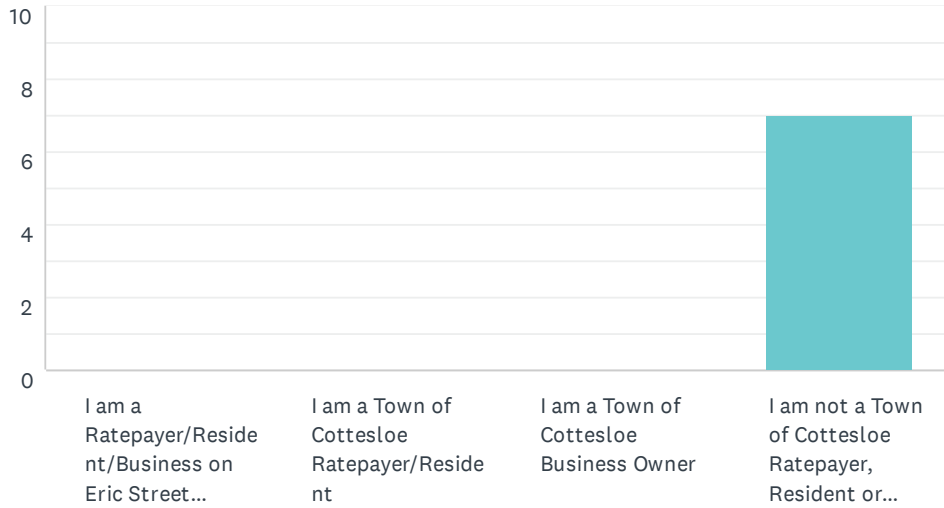 10
8
6
4
2
0
I am a
Ratepayer/Reside
nt/Business on
Eric Street...
I am a Town of
Cottesloe
Ratepayer/Reside
nt
I am a Town of
Cottesloe
Business Owner
I am not a Town
of Cottesloe
Ratepayer,
Resident or...